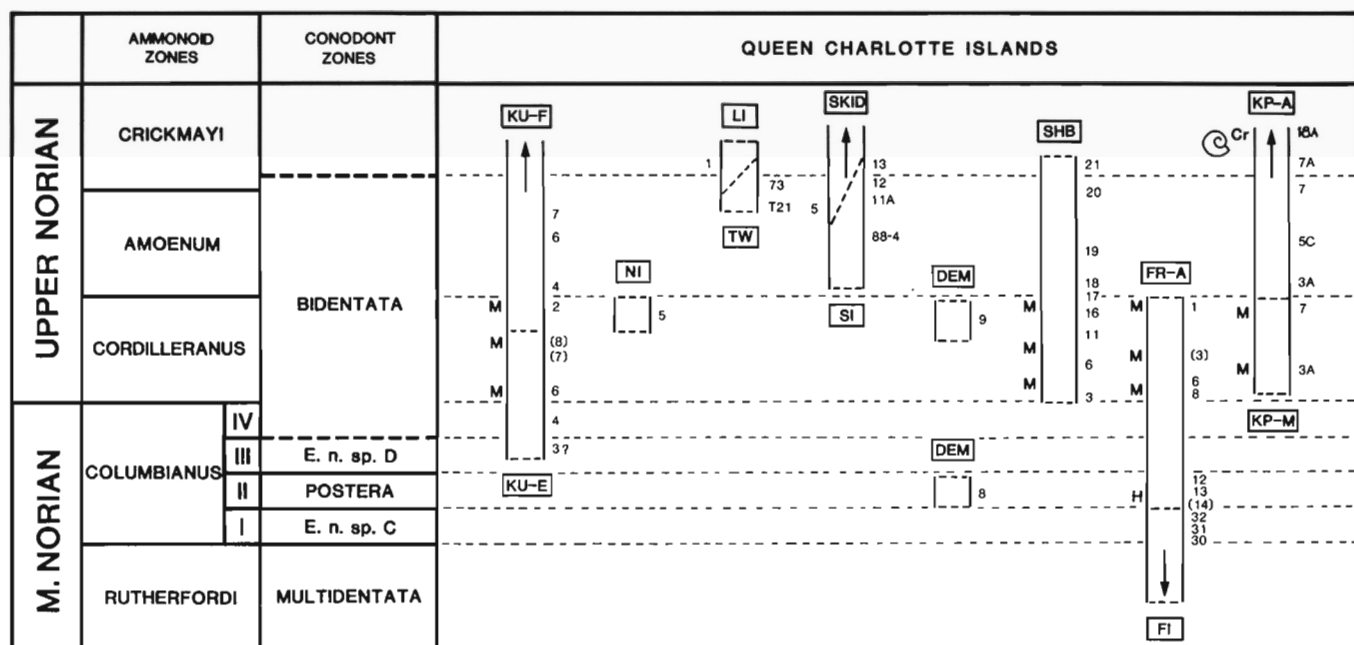 AMMONOID ZONES
CONODONT ZONES
QUEEN CHARLOTTE ISLANDS
UPPER NORIAN
M. NORIAN
CRICKMAYI
AMOENUM
CORDILLERANUS
COLUMBIANUS
IV
III
II
I
RUTHERFORDI
BIDENTATA
E. n. sp. D
POSTERA
E. n. sp. C
MULTIDENTATA
KU-F
7
6
4
M 2
M (8)
(7)
M 6
4
3?
KU-E
NI
5
LI
1
73
T21
TW
SKID
13
12
11A
5
88-4
SI
DEM
9
DEM
8
SHB
21
20
19
18
17
M 16
11
M 6
M 3
FR-A
M 1
M (3)
M 6
8
12
H 13
(14)
32
31
30
FI
KP-A
Cr 18A
7A
7
5C
3A
M 7
M 3A
KP-M